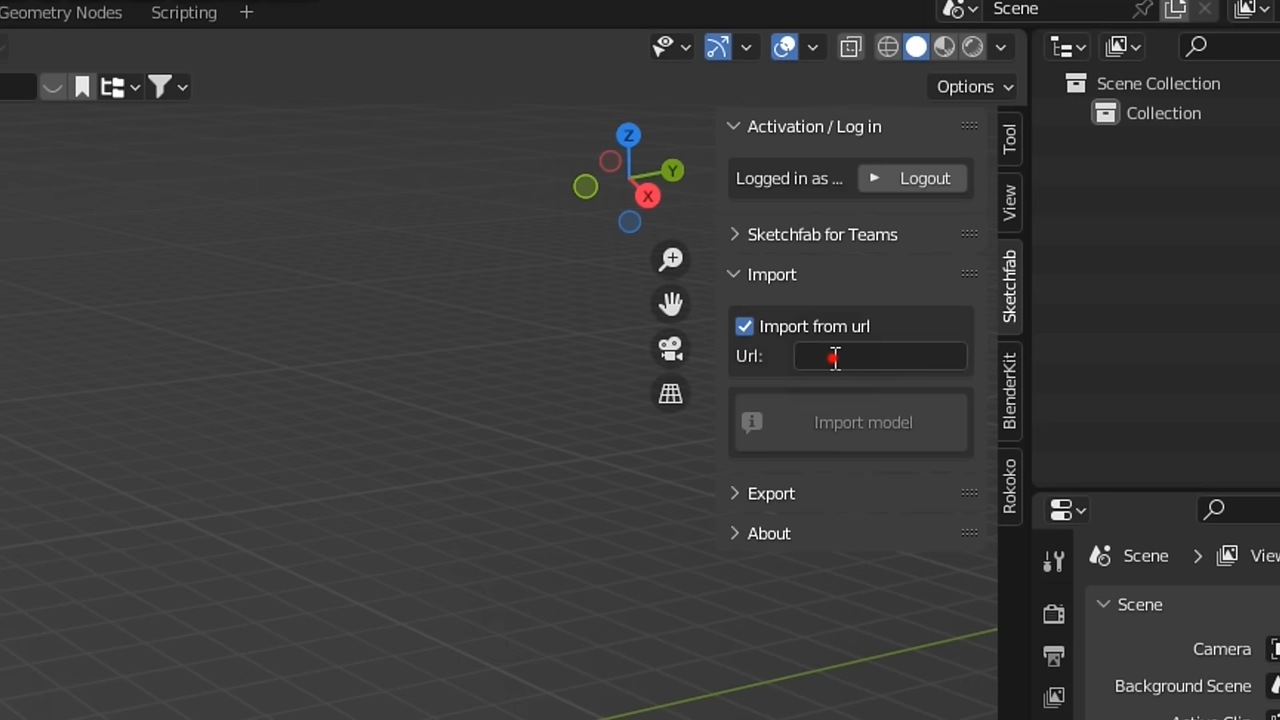 Geometry Nodes Scripting +
Scene
Options
Scene Collection
Collection
Z
Y
X
Activation / Log in
Logged in as ... Logout
Sketchfab for Teams
Import
Import from url
Url:
Import model
Export
About
Tool
View
Sketchfab
BlenderKit
Rokoko
Scene > Vie
Scene
Camera
Background Scene